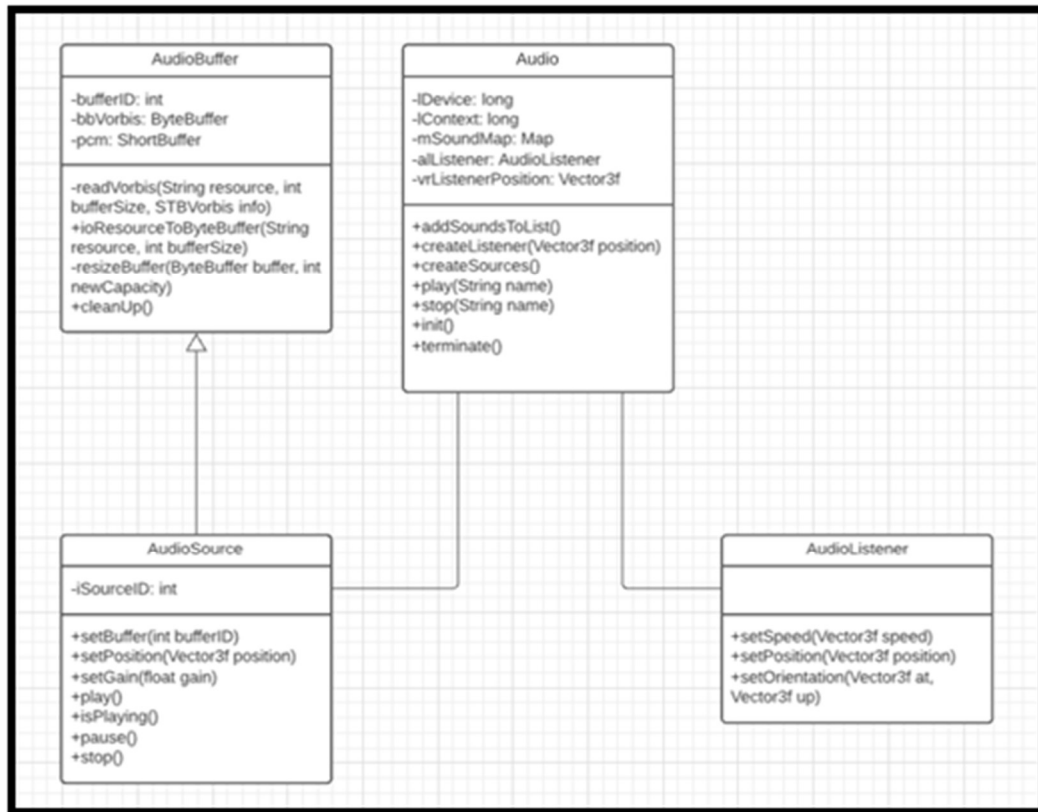 AudioBuffer
-bufferID: int
-bbVorbis: ByteBuffer
-pcm: ShortBuffer
-readVorbis(String resource, int
bufferSize, STBVorbis info)
+ioResourceToByteBuffer(String
resource, int bufferSize)
-resizeBuffer(ByteBuffer buffer, int
newCapacity)
+cleanUp()
Audio
-lDevice: long
-lContext: long
-mSoundMap: Map
-alListener: AudioListener
-vrListenerPosition: Vector3f
+addSoundsToList()
+createListener(Vector3f position)
+createSources()
+play(String name)
+stop(String name)
+init()
+terminate()
AudioSource
-iSourceID: int
+setBuffer(int bufferID)
+setPosition(Vector3f position)
+setGain(float gain)
+play()
+isPlaying()
+pause()
+stop()
AudioListener
+setSpeed(Vector3f speed)
+setPosition(Vector3f position)
+setOrientation(Vector3f at,
Vector3f up)